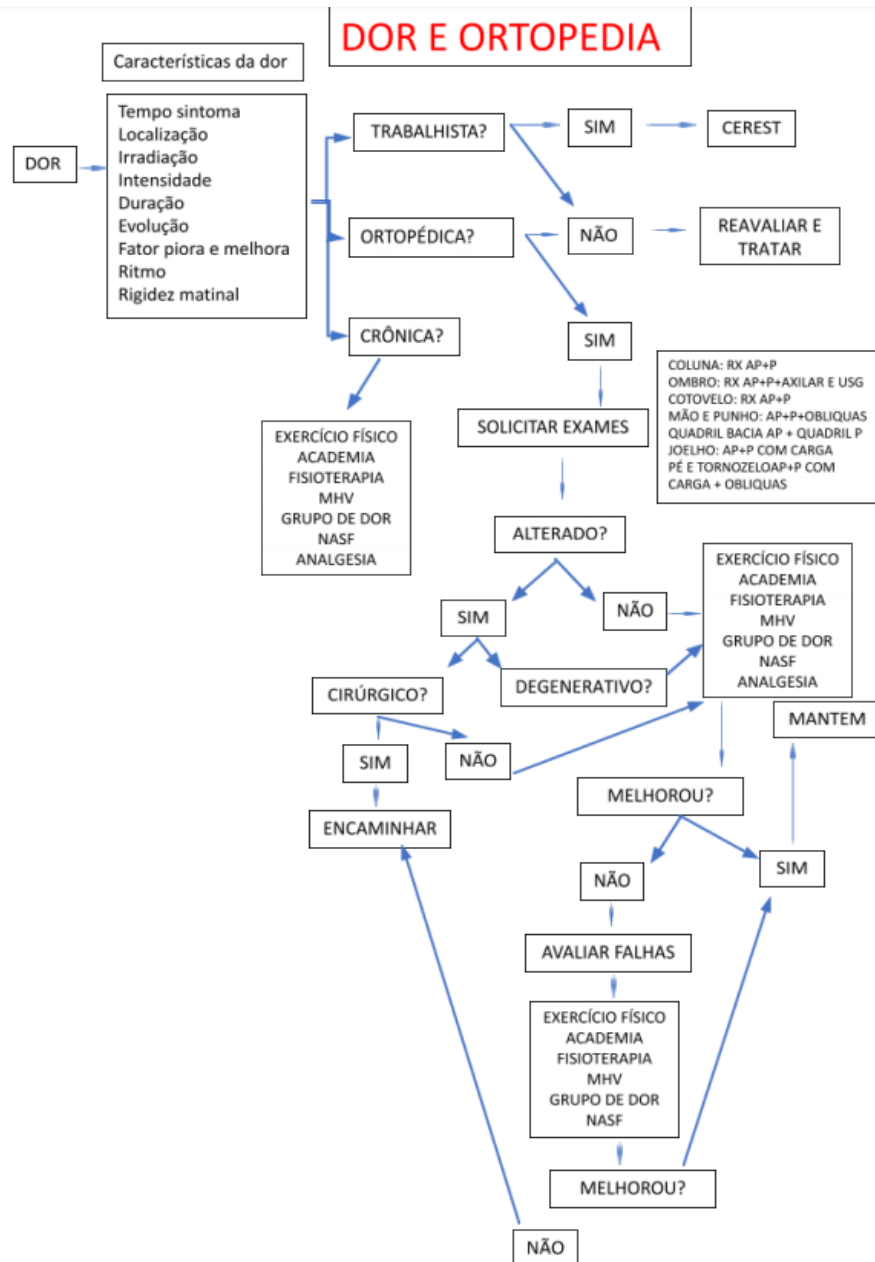 DOR E ORTOPEDIA
Características da dor
DOR
Tempo sintoma
Localização
Irradiação
Intensidade
Duração
Evolução
Fator piora e melhora
Ritmo
Rigidez matinal
TRABALHISTA?
SIM
CEREST
ORTOPÉDICA?
NÃO
REAVALIAR E
TRATAR
CRÔNICA?
SIM
EXERCÍCIO FÍSICO
ACADEMIA
FISIOTERAPIA
MHV
GRUPO DE DOR
NASF
ANALGESIA
SOLICITAR EXAMES
COLUNA: RX AP+P
OMBRO: RX AP+P+AXILAR E USG
COTOVELO: RX AP+P
MÃO E PUNHO: AP+P+OBLIQUAS
QUADRIL BACIA AP + QUADRIL P
JOELHO: AP+P COM CARGA
PÉ E TORNOZELOAP+P COM
CARGA + OBLIQUAS
ALTERADO?
SIM
NÃO
EXERCÍCIO FÍSICO
ACADEMIA
FISIOTERAPIA
MHV
GRUPO DE DOR
NASF
ANALGESIA
CIRÚRGICO?
DEGENERATIVO?
MANTEM
SIM
NÃO
MELHOROU?
ENCAMINHAR
NÃO
SIM
AVALIAR FALHAS
EXERCÍCIO FÍSICO
ACADEMIA
FISIOTERAPIA
MHV
GRUPO DE DOR
NASF
MELHOROU?
NÃO